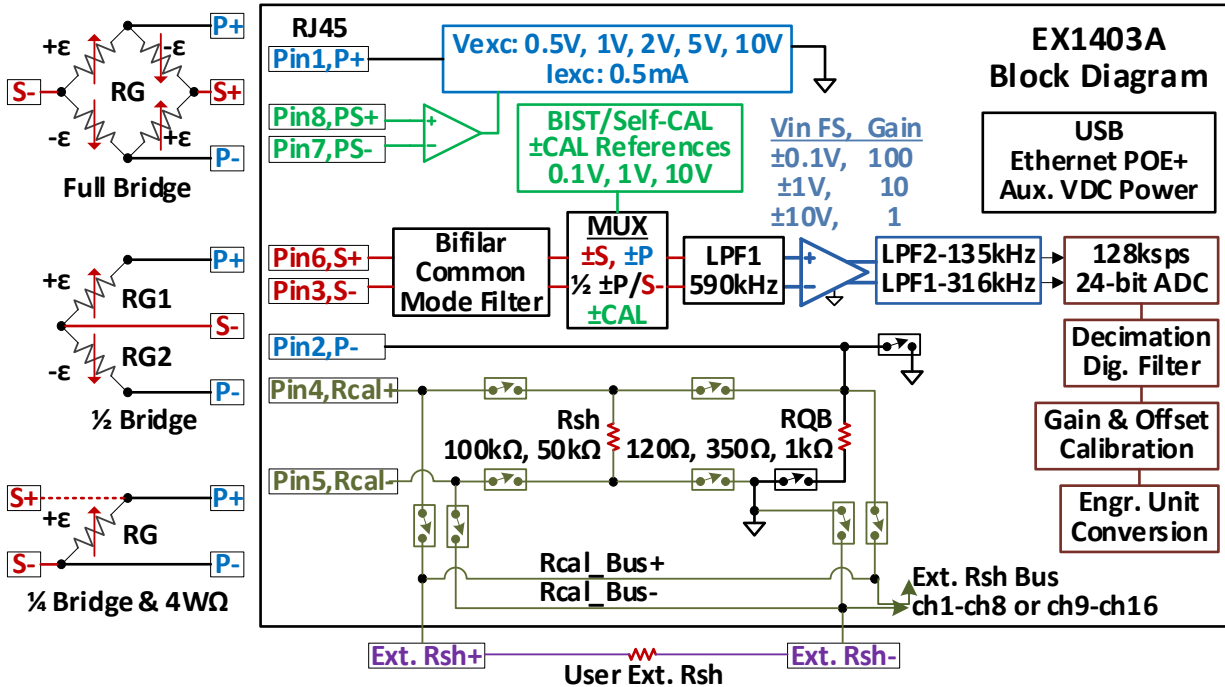 P+
+ε
-ε
S-
RG
S+
-ε
+ε
P-
Full Bridge
P+
+ε
RG1
S-
RG2
-ε
P-
½ Bridge
S+
P+
+ε
RG
S-
P-
¼ Bridge & 4WΩ
RJ45
Pin1,P+
Vexc: 0.5V, 1V, 2V, 5V, 10V
Iexc: 0.5mA
EX1403A
Block Diagram
Pin8,PS+
Pin7,PS-
+
−
BIST/Self-CAL
±CAL References
0.1V, 1V, 10V
Vin FS, Gain
±0.1V, 100
±1V, 10
±10V, 1
USB
Ethernet POE+
Aux. VDC Power
Pin6,S+
Pin3,S-
Bifilar
Common
Mode Filter
MUX
±S, ±P
½ ±P/S-
±CAL
LPF1
590kHz
+
−
LPF2-135kHz
LPF1-316kHz
128ksps
24-bit ADC
Decimation
Dig. Filter
Gain & Offset
Calibration
Engr. Unit
Conversion
Pin2,P-
Pin4,Rcal+
Rsh
100kΩ, 50kΩ
RQB
120Ω, 350Ω, 1kΩ
Pin5,Rcal-
Rcal_Bus+
Rcal_Bus-
Ext. Rsh Bus
ch1-ch8 or ch9-ch16
Ext. Rsh+
User Ext. Rsh
Ext. Rsh-